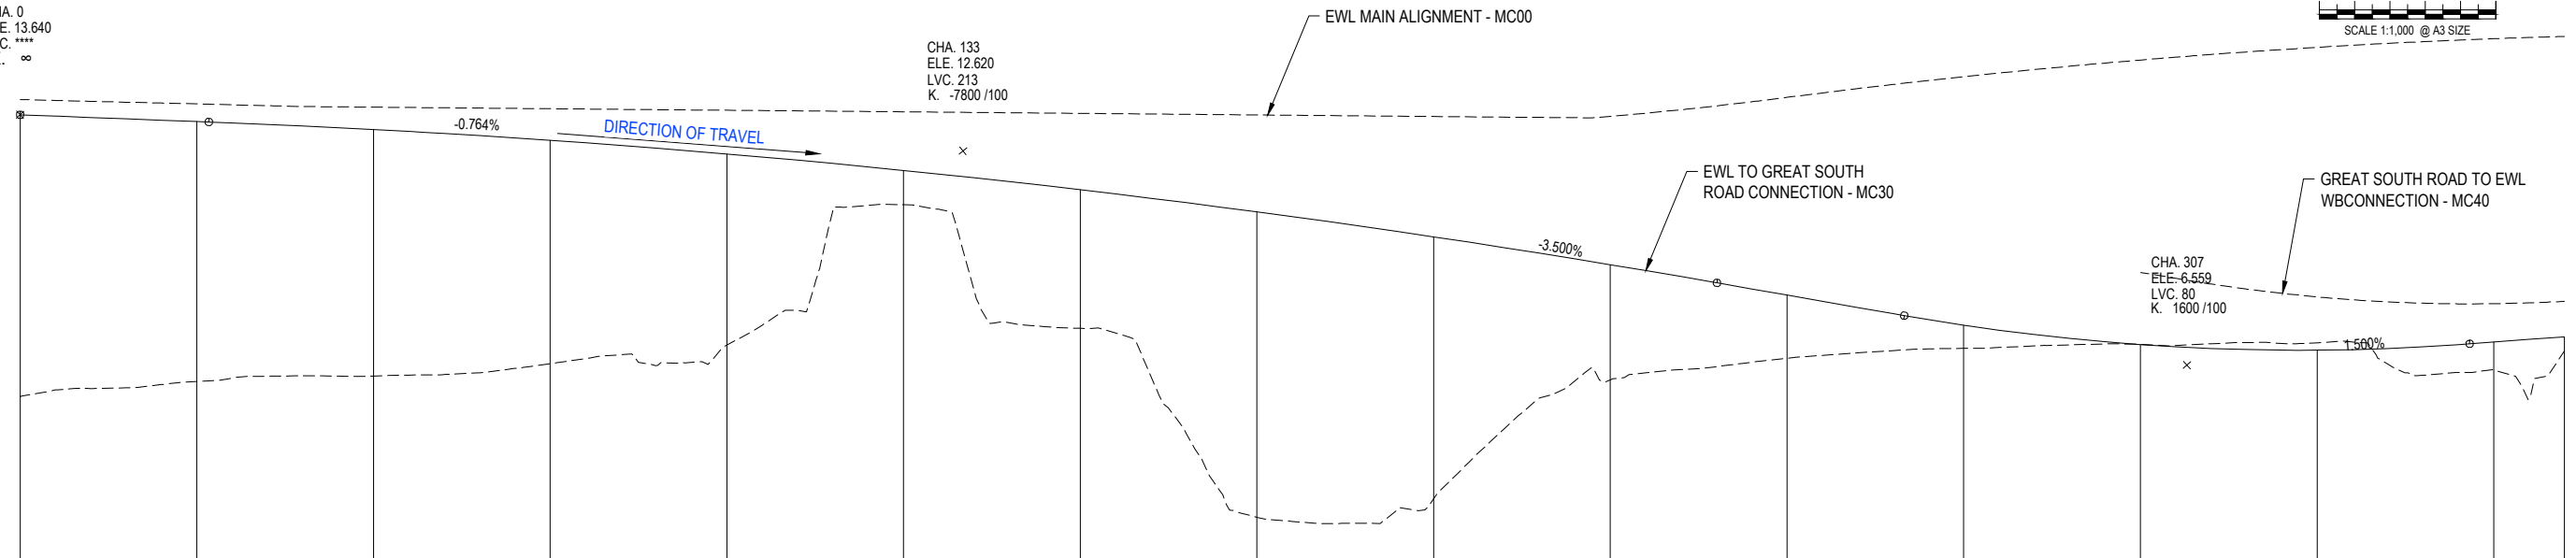 A. 0
E. 13.640
C. ****
. ∞
CHA. 133
ELE. 12.620
LVC. 213
K. -7800 /100
EWL MAIN ALIGNMENT - MC00
SCALE 1:1,000 @ A3 SIZE
-0.764%
DIRECTION OF TRAVEL
EWL TO GREAT SOUTH
ROAD CONNECTION - MC30
GREAT SOUTH ROAD TO EWL
WBCONNECTION - MC40
-3.500%
CHA. 307
ELE. 6.559
LVC. 80
K. 1600 /100
1.500%